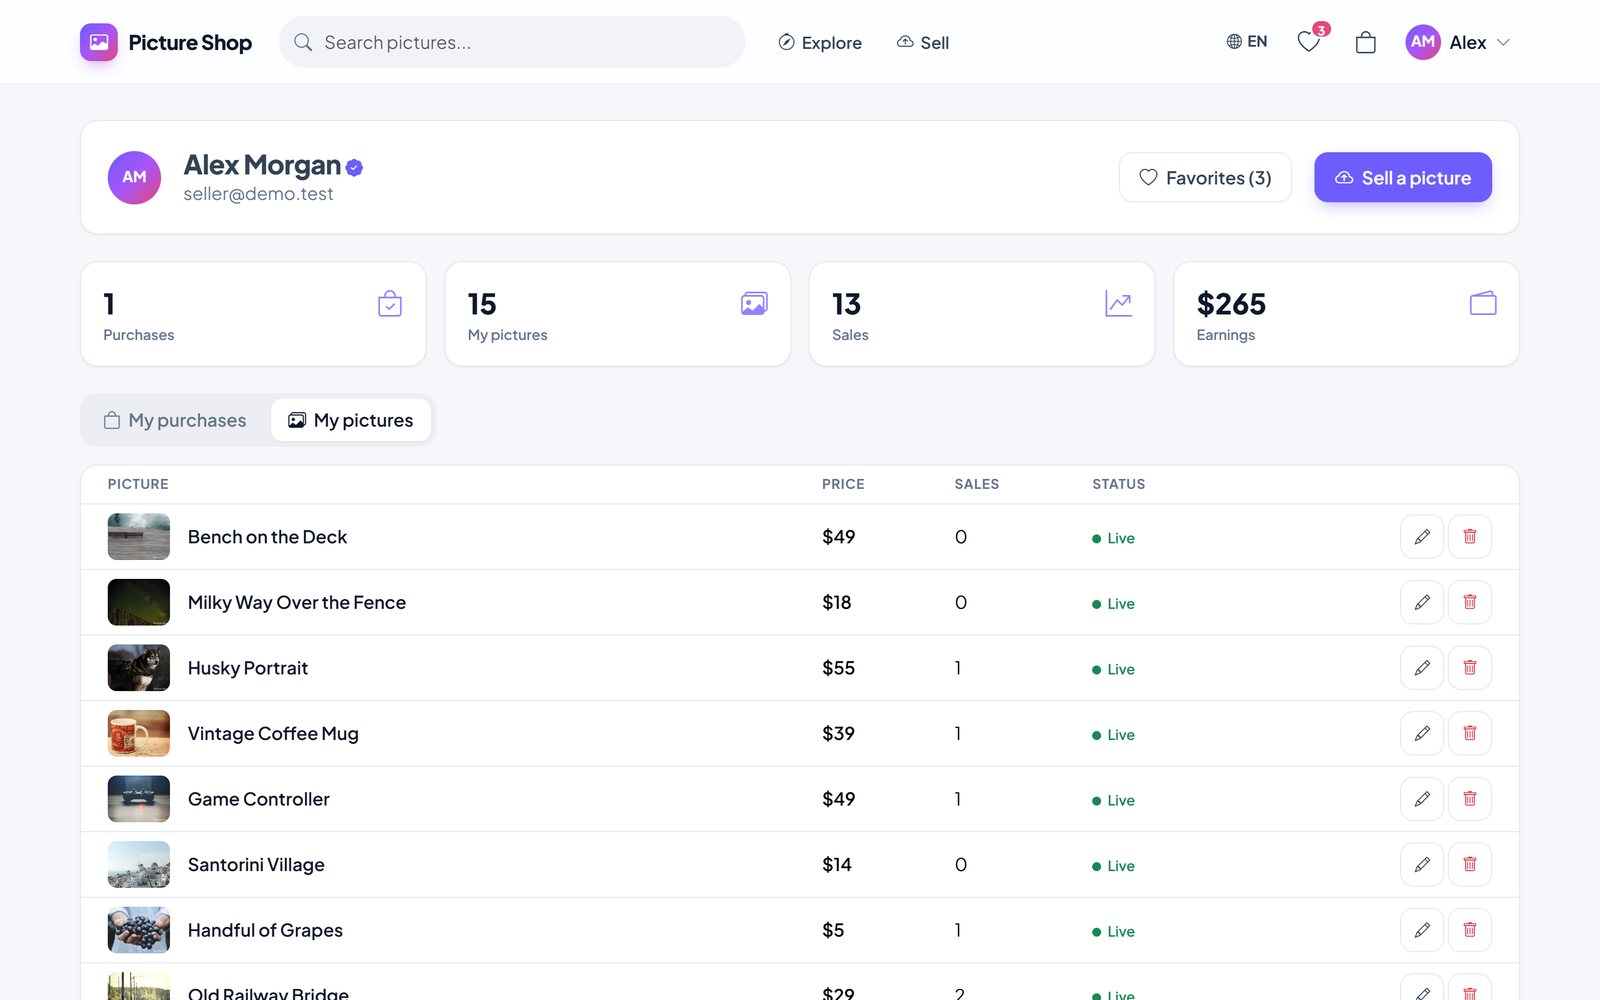 Picture Shop
Search pictures...
Explore
Sell
EN
3
AM
Alex
AM
Alex Morgan
seller@demo.test
Favorites (3)
Sell a picture
1
Purchases
15
My pictures
13
Sales
$265
Earnings
My purchases
My pictures
PICTURE PRICE SALES STATUS
Bench on the Deck $49 0 Live
Milky Way Over the Fence $18 0 Live
Husky Portrait $55 1 Live
Vintage Coffee Mug $39 1 Live
Game Controller $49 1 Live
Santorini Village $14 0 Live
Handful of Grapes $5 1 Live
Old Railway Bridge $29 2 Live